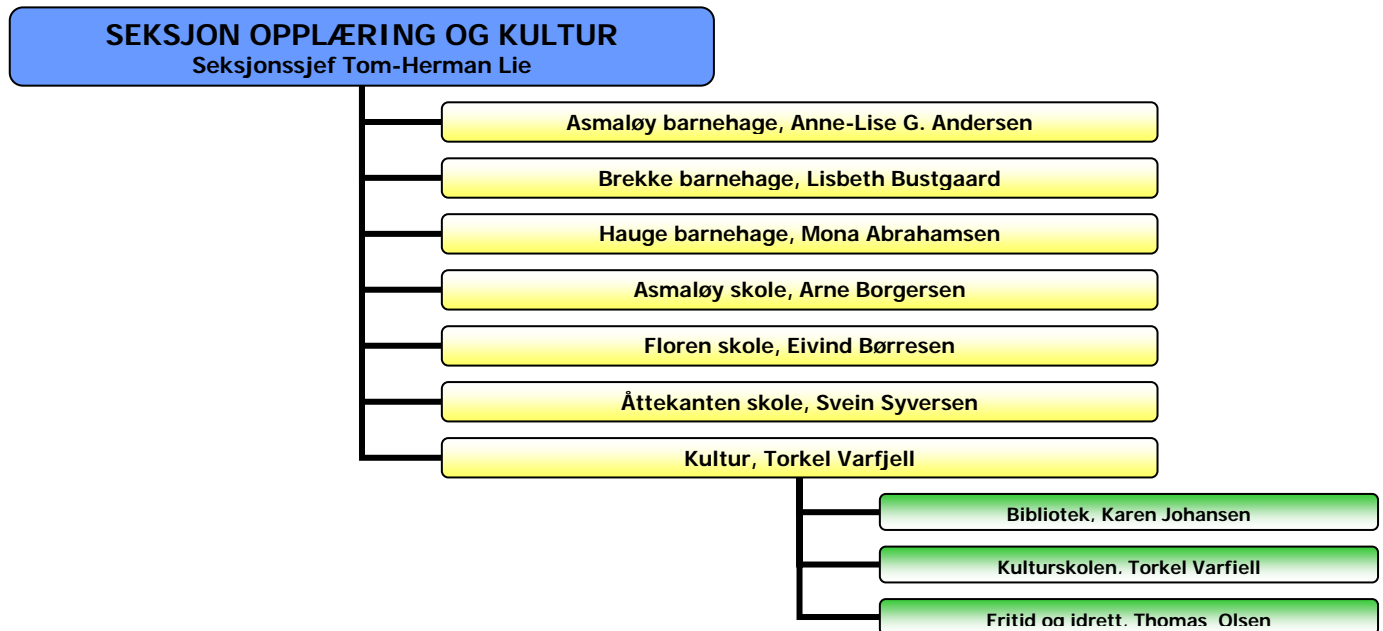 SEKSJON OPPLÆRING OG KULTUR
Seksjonssjef Tom-Herman Lie
Asmaløy barnehage, Anne-Lise G. Andersen
Brekke barnehage, Lisbeth Bustgaard
Hauge barnehage, Mona Abrahamsen
Asmaløy skole, Arne Borgersen
Floren skole, Eivind Børresen
Åttekanten skole, Svein Syversen
Kultur, Torkel Varfjell
Bibliotek, Karen Johansen
Kulturskolen, Torkel Varfjell
Fritid og idrett, Thomas Olsen